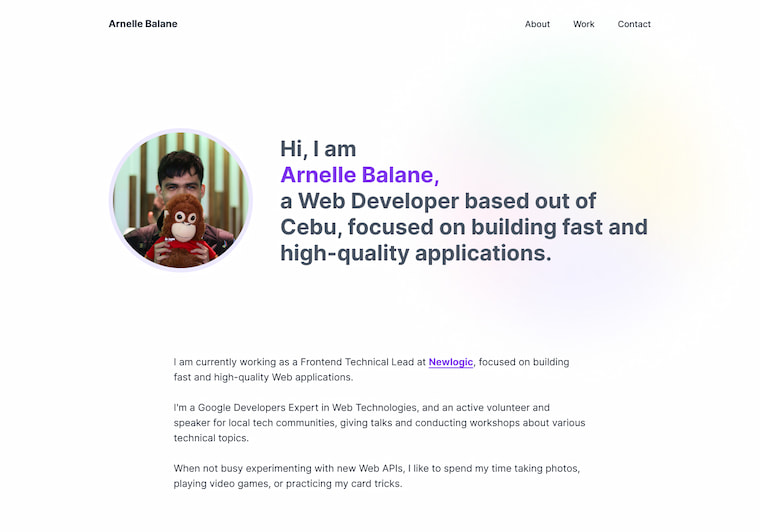 Arnelle Balane
About Work Contact
Hi, I am
Arnelle Balane,
a Web Developer based out of
Cebu, focused on building fast and
high-quality applications.
I am currently working as a Frontend Technical Lead at Newlogic, focused on building
fast and high-quality Web applications.
I'm a Google Developers Expert in Web Technologies, and an active volunteer and
speaker for local tech communities, giving talks and conducting workshops about various
technical topics.
When not busy experimenting with new Web APIs, I like to spend my time taking photos,
playing video games, or practicing my card tricks.